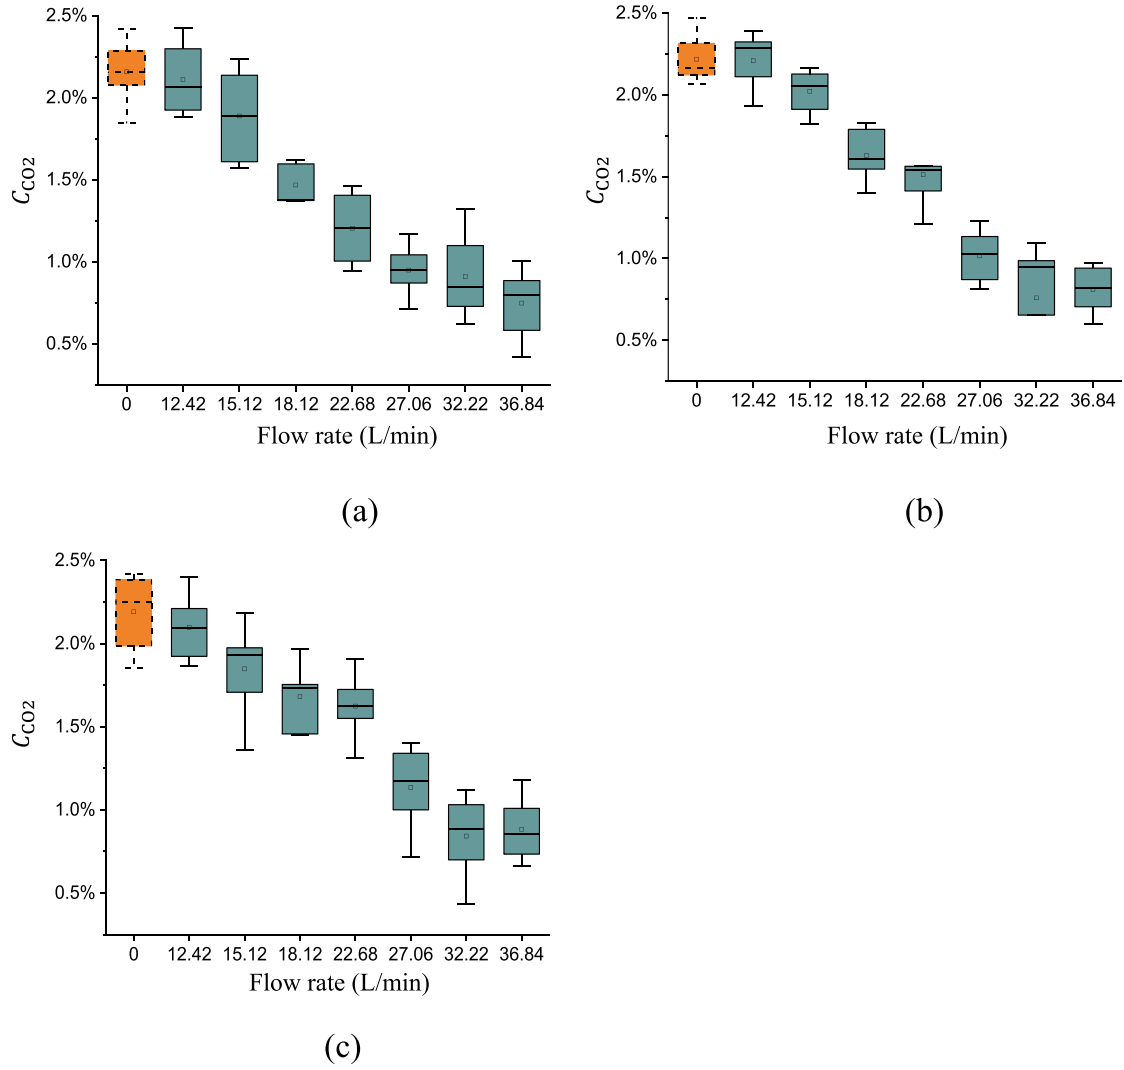 2.5%
2.0%
1.5%
1.0%
0.5%
C_CO2
0 12.42 15.12 18.12 22.68 27.06 32.22 36.84
Flow rate (L/min)
(a)
2.5%
2.0%
1.5%
1.0%
0.5%
C_CO2
0 12.42 15.12 18.12 22.68 27.06 32.22 36.84
Flow rate (L/min)
(b)
2.5%
2.0%
1.5%
1.0%
0.5%
C_CO2
0 12.42 15.12 18.12 22.68 27.06 32.22 36.84
Flow rate (L/min)
(c)